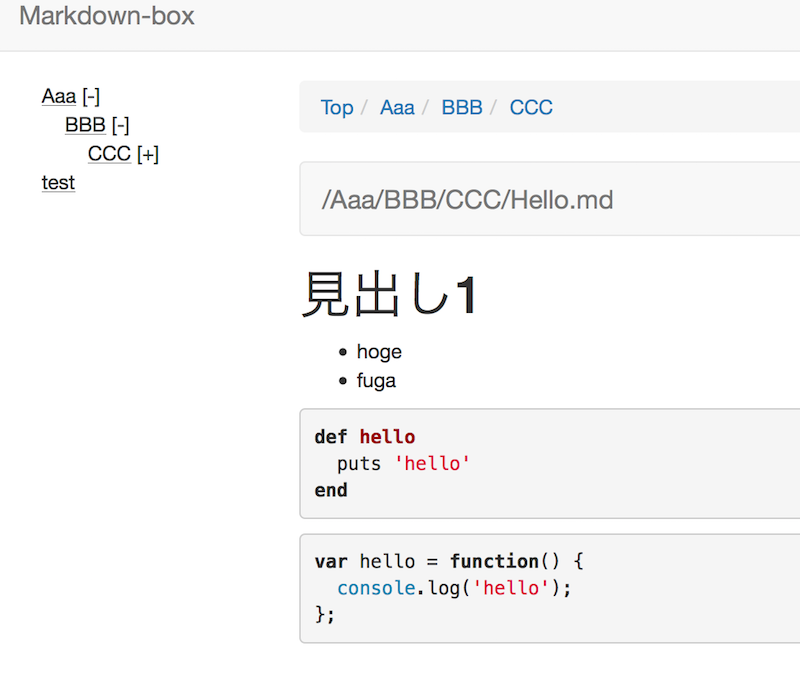 Markdown-box
Aaa [-]
BBB [-]
CCC [+]
test
Top / Aaa / BBB / CCC
/Aaa/BBB/CCC/Hello.md
見出し1
• hoge
• fuga
def hello
  puts 'hello'
end
var hello = function() {
  console.log('hello');
};